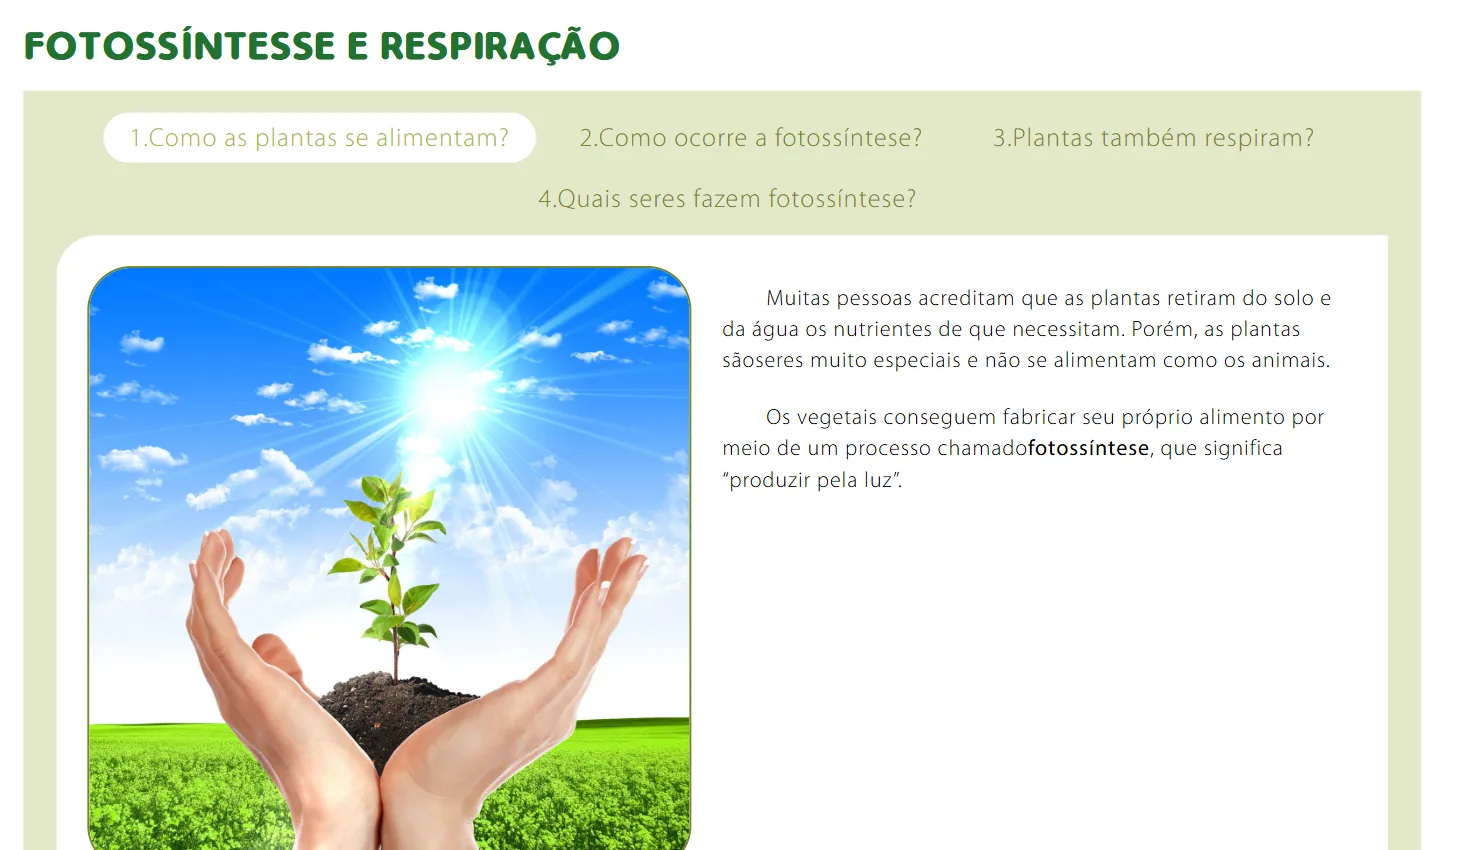 FOTOSSÍNTESSE E RESPIRAÇÃO
1.Como as plantas se alimentam?
2.Como ocorre a fotossíntese?
3.Plantas também respiram?
4.Quais seres fazem fotossíntese?
Muitas pessoas acreditam que as plantas retiram do solo e
da água os nutrientes de que necessitam. Porém, as plantas
sãoseres muito especiais e não se alimentam como os animais.
Os vegetais conseguem fabricar seu próprio alimento por
meio de um processo chamadofotossíntese, que significa
“produzir pela luz”.